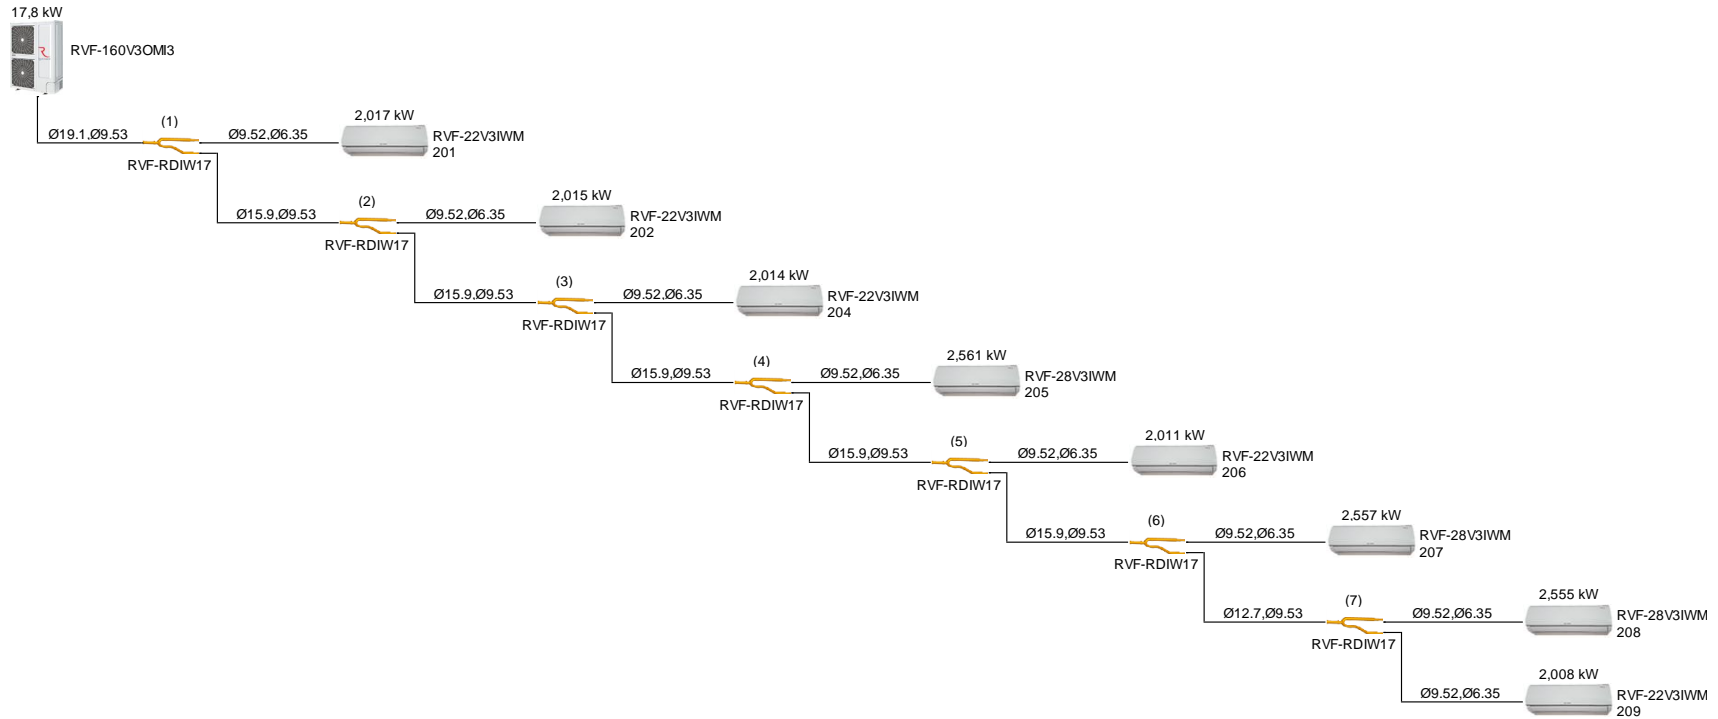 17,8 kW
RVF-160V3OMI3
(1)
2,017 kW
Ø19.1,Ø9.53
Ø9.52,Ø6.35
RVF-22V3IWM
201
RVF-RDIW17
(2)
2,015 kW
Ø15.9,Ø9.53
Ø9.52,Ø6.35
RVF-22V3IWM
202
RVF-RDIW17
(3)
2,014 kW
Ø15.9,Ø9.53
Ø9.52,Ø6.35
RVF-22V3IWM
204
RVF-RDIW17
(4)
2,561 kW
Ø15.9,Ø9.53
Ø9.52,Ø6.35
RVF-28V3IWM
205
RVF-RDIW17
(5)
2,011 kW
Ø15.9,Ø9.53
Ø9.52,Ø6.35
RVF-22V3IWM
206
RVF-RDIW17
(6)
2,557 kW
Ø15.9,Ø9.53
Ø9.52,Ø6.35
RVF-28V3IWM
207
RVF-RDIW17
(7)
2,555 kW
Ø12.7,Ø9.53
Ø9.52,Ø6.35
RVF-28V3IWM
208
RVF-RDIW17
2,008 kW
Ø9.52,Ø6.35
RVF-22V3IWM
209